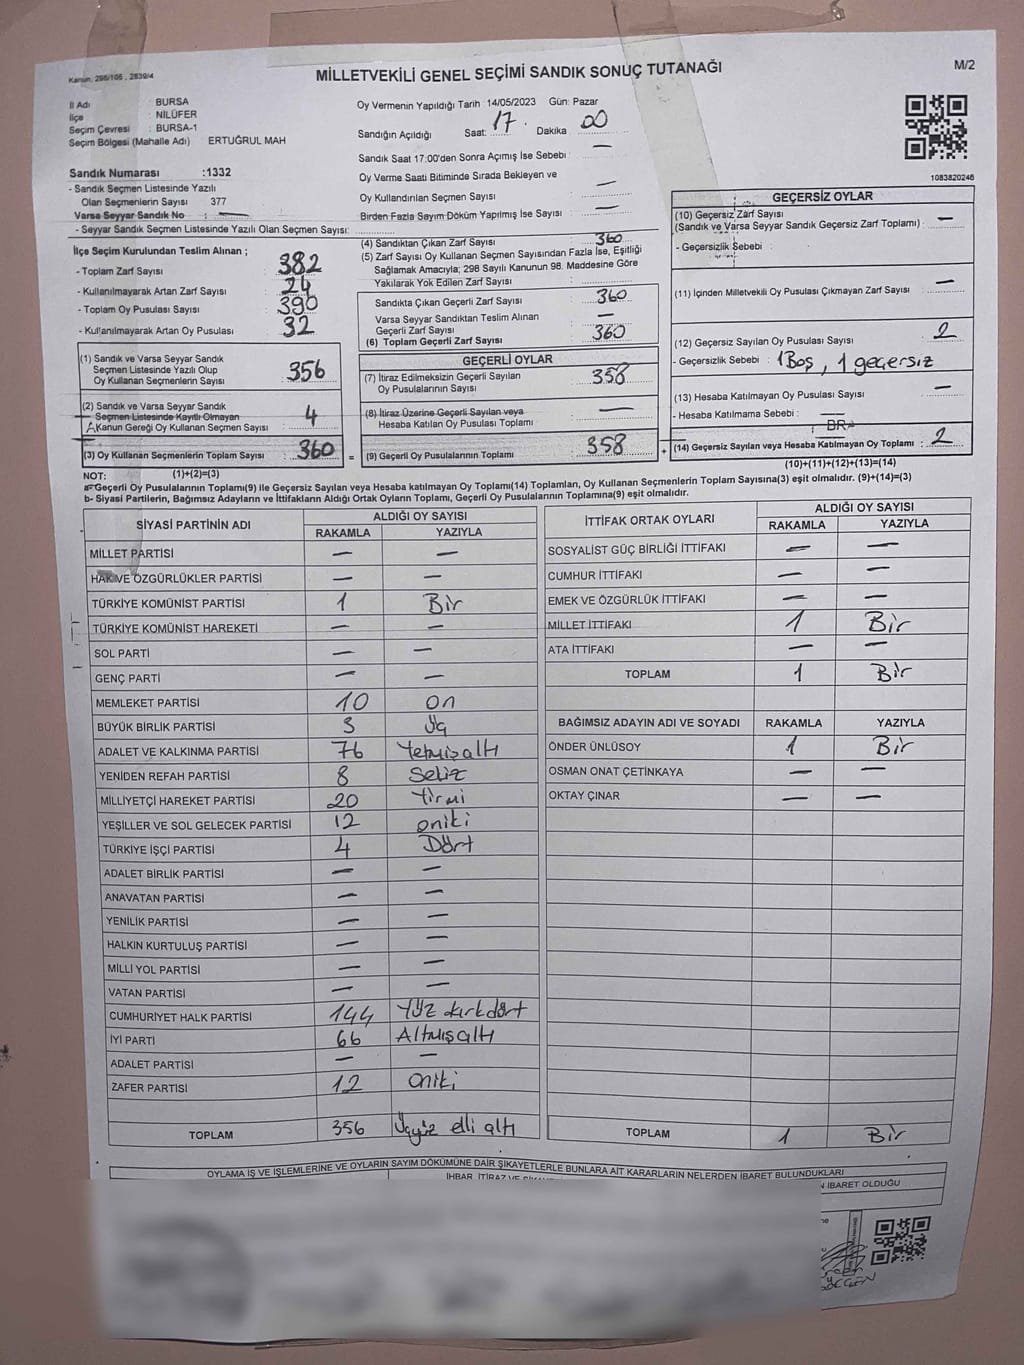 Kanun: 298/105 , 2839/4
MİLLETVEKİLİ GENEL SEÇİMİ SANDIK SONUÇ TUTANAĞI
M/2
İl Adı : BURSA
İlçe : NİLÜFER
Seçim Çevresi : BURSA-1
Seçim Bölgesi (Mahalle Adı) ERTUĞRUL MAH
Oy Vermenin Yapıldığı Tarih : 14/05/2023 Gün: Pazar
Sandığın Açıldığı Saat: 17 Dakika : 00
Sandık Saat 17:00'den Sonra Açımış İse Sebebi : —
Oy Verme Saati Bitiminde Sırada Bekleyen ve
Oy Kullandırılan Seçmen Sayısı : —
Birden Fazla Sayım Döküm Yapılmış İse Sayısı : —
1083820246
Sandık Numarası :1332
- Sandık Seçmen Listesinde Yazılı
Olan Seçmenlerin Sayısı 377
Varsa Seyyar Sandık No : —
- Seyyar Sandık Seçmen Listesinde Yazılı Olan Seçmen Sayısı:
İlçe Seçim Kurulundan Teslim Alınan ;
- Toplam Zarf Sayısı : 382
- Kullanılmayarak Artan Zarf Sayısı : 24
- Toplam Oy Pusulası Sayısı : 390
- Kullanılmayarak Artan Oy Pusulası : 32
(1) Sandık ve Varsa Seyyar Sandık
Seçmen Listesinde Yazılı Olup
Oy Kullanan Seçmenlerin Sayısı : 356
(2) Sandık ve Varsa Seyyar Sandık
Seçmen Listesinde Kayıtlı Olmayan
Kanun Gereği Oy Kullanan Seçmen Sayısı : 4
(3) Oy Kullanan Seçmenlerin Toplam Sayısı : 360 =
(1)+(2)=(3)
(4) Sandıktan Çıkan Zarf Sayısı : 360
(5) Zarf Sayısı Oy Kullanan Seçmen Sayısından Fazla İse, Eşitliği
Sağlamak Amacıyla; 298 Sayılı Kanunun 98. Maddesine Göre
Yakılarak Yok Edilen Zarf Sayısı :
Sandıkta Çıkan Geçerli Zarf Sayısı : 360
Varsa Seyyar Sandıktan Teslim Alınan
Geçerli Zarf Sayısı : —
(6) Toplam Geçerli Zarf Sayısı : 360
GEÇERLİ OYLAR
(7) İtiraz Edilmeksizin Geçerli Sayılan
Oy Pusulalarının Sayısı : 358
(8) İtiraz Üzerine Geçerli Sayılan veya
Hesaba Katılan Oy Pusulası Toplamı : —
(9) Geçerli Oy Pusulalarının Toplamı : 358 +
GEÇERSİZ OYLAR
(10) Geçersiz Zarf Sayısı
(Sandık ve Varsa Seyyar Sandık Geçersiz Zarf Toplamı) : —
- Geçersizlik Sebebi :
(11) İçinden Milletvekili Oy Pusulası Çıkmayan Zarf Sayısı : —
(12) Geçersiz Sayılan Oy Pusulası Sayısı : 2
- Geçersizlik Sebebi : 1 Boş, 1 geçersiz
(13) Hesaba Katılmayan Oy Pusulası Sayısı : —
- Hesaba Katılmama Sebebi : —
(14) Geçersiz Sayılan veya Hesaba Katılmayan Oy Toplamı : 2
(10)+(11)+(12)+(13)=(14)
NOT:
a- Geçerli Oy Pusulalarının Toplamı(9) ile Geçersiz Sayılan veya Hesaba Katılmayan Oy Toplamı(14) Toplamları, Oy Kullanan Seçmenlerin Toplam Sayısına(3) eşit olmalıdır. (9)+(14)=(3)
b- Siyasi Partilerin, Bağımsız Adayların ve İttifakların Aldığı Ortak Oyların Toplamı, Geçerli Oy Pusulalarının Toplamına(9) eşit olmalıdır.
SİYASİ PARTİNİN ADI ALDIĞI OY SAYISI
RAKAMLA YAZIYLA
MİLLET PARTİSİ — —
HAK VE ÖZGÜRLÜKLER PARTİSİ — —
TÜRKİYE KOMÜNİST PARTİSİ 1 Bir
TÜRKİYE KOMÜNİST HAREKETİ — —
SOL PARTİ — —
GENÇ PARTİ — —
MEMLEKET PARTİSİ 10 on
BÜYÜK BİRLİK PARTİSİ 3 üç
ADALET VE KALKINMA PARTİSİ 76 Yetmişaltı
YENİDEN REFAH PARTİSİ 8 Sekiz
MİLLİYETÇİ HAREKET PARTİSİ 20 Yirmi
YEŞİLLER VE SOL GELECEK PARTİSİ 12 oniki
TÜRKİYE İŞÇİ PARTİSİ 4 Dört
ADALET BİRLİK PARTİSİ — —
ANAVATAN PARTİSİ — —
YENİLİK PARTİSİ — —
HALKIN KURTULUŞ PARTİSİ — —
MİLLİ YOL PARTİSİ — —
VATAN PARTİSİ — —
CUMHURİYET HALK PARTİSİ 144 Yüz kırkdört
İYİ PARTİ 66 Altmışaltı
ADALET PARTİSİ — —
ZAFER PARTİSİ 12 oniki
TOPLAM 356 Üçyüz elli altı
İTTİFAK ORTAK OYLARI ALDIĞI OY SAYISI
RAKAMLA YAZIYLA
SOSYALİST GÜÇ BİRLİĞİ İTTİFAKI — —
CUMHUR İTTİFAKI — —
EMEK VE ÖZGÜRLÜK İTTİFAKI — —
MİLLET İTTİFAKI 1 Bir
ATA İTTİFAKI — —
TOPLAM 1 Bir
BAĞIMSIZ ADAYIN ADI VE SOYADI RAKAMLA YAZIYLA
ÖNDER ÜNLÜSOY 1 Bir
OSMAN ONAT ÇETİNKAYA — —
OKTAY ÇINAR — —
TOPLAM 1 Bir
OYLAMA İŞ VE İŞLEMLERİNE VE OYLARIN SAYIM DÖKÜMÜNE DAİR ŞİKAYETLERLE BUNLARA AİT KARARLARIN NELERDEN İBARET BULUNDUKLARI
İHBAR, İTİRAZ VE
İBARET OLDUĞU